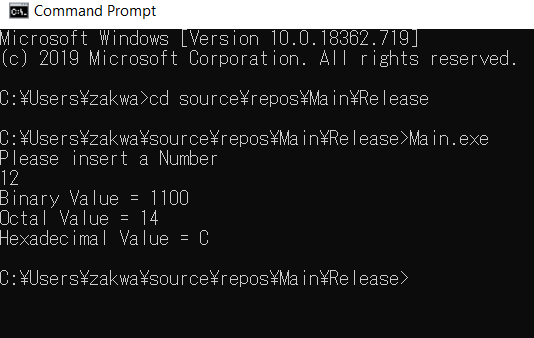 Command Prompt
Microsoft Windows [Version 10.0.18362.719]
(c) 2019 Microsoft Corporation. All rights reserved.
C:¥Users¥zakwa>cd source¥repos¥Main¥Release
C:¥Users¥zakwa¥source¥repos¥Main¥Release>Main.exe
Please insert a Number
12
Binary Value = 1100
Octal Value = 14
Hexadecimal Value = C
C:¥Users¥zakwa¥source¥repos¥Main¥Release>